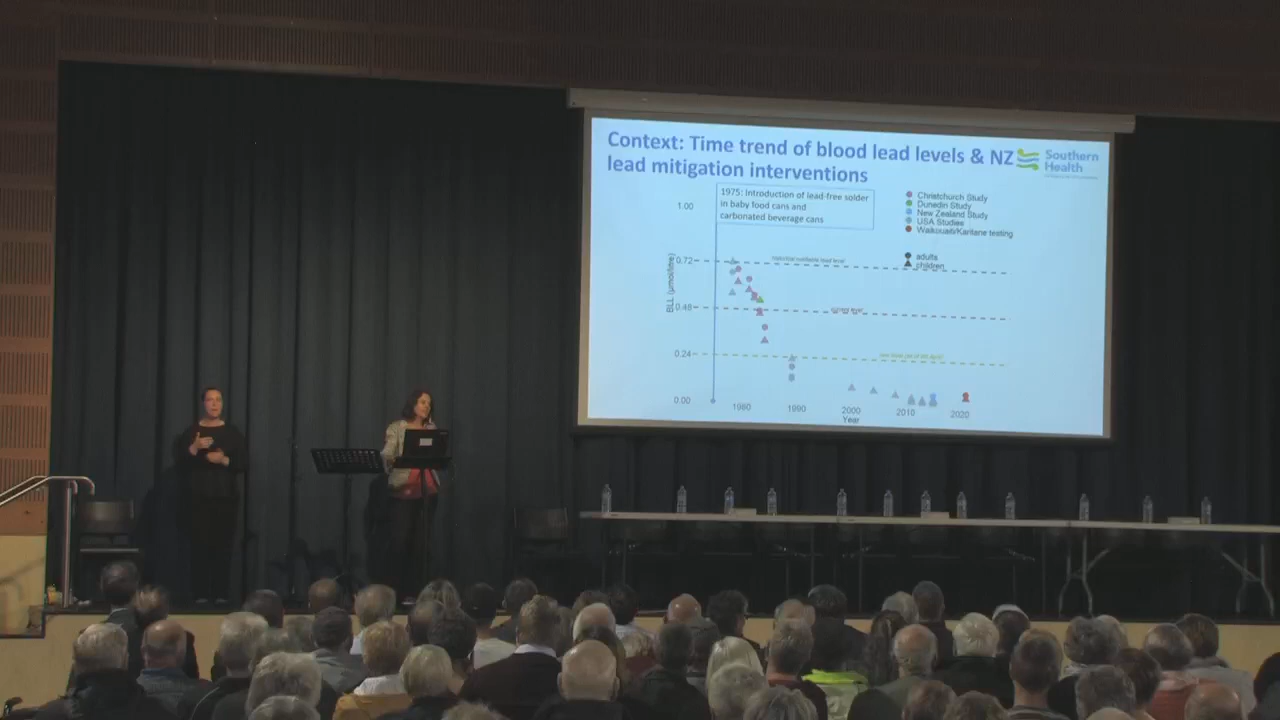 Context: Time trend of blood lead levels & NZ
lead mitigation interventions
Southern
Health
1975: Introduction of lead-free solder
in baby food cans and
carbonated beverage cans
Christchurch Study
Dunedin Study
New Zealand Study
USA Studies
Waikouaiti/Karitane testing
adults
children
BLL (µmol/litre)
1.00
0.72
0.48
0.24
0.00
1980
1990
2000
2010
2020
Year